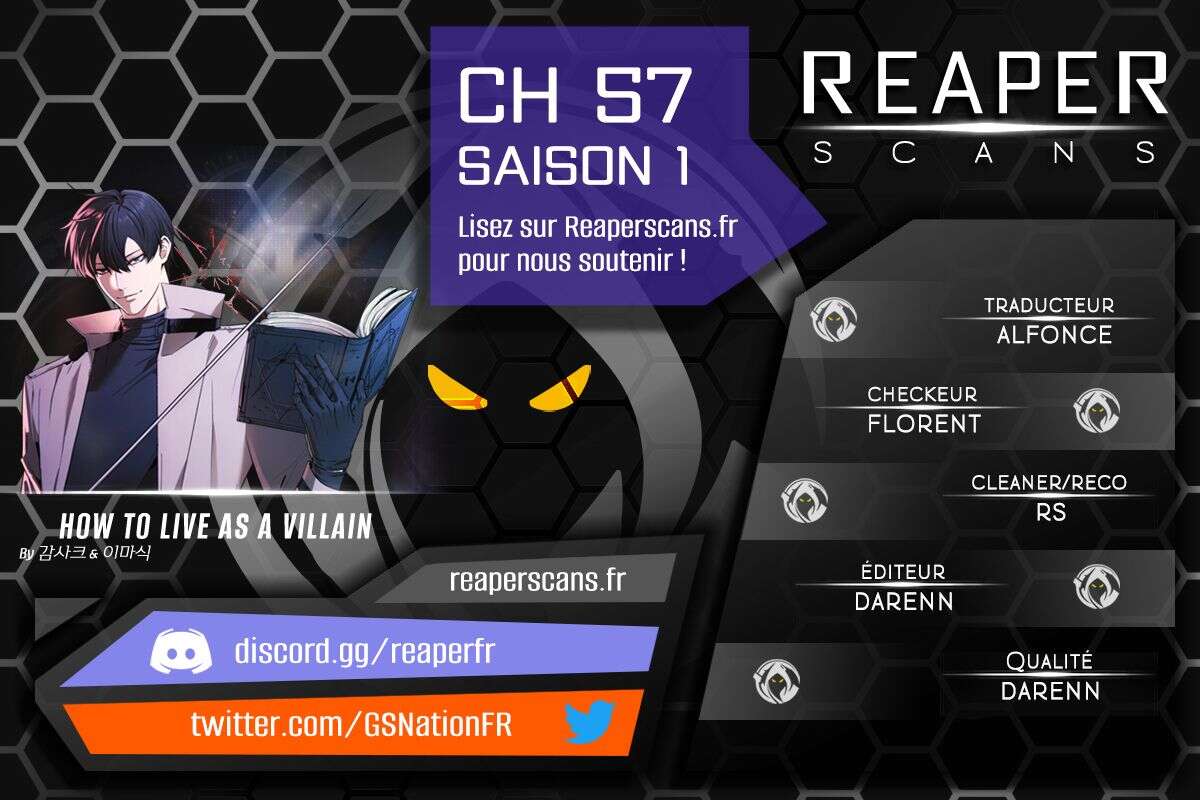 CH 57
SAISON 1
Lisez sur Reaperscans.fr
pour nous soutenir !
REAPER
SCANS
TRADUCTEUR
ALFONCE
CHECKEUR
FLORENT
CLEANER/RECO
RS
ÉDITEUR
DARENN
QUALITÉ
DARENN
HOW TO LIVE AS A VILLAIN
By 감사크 & 이마식
reaperscans.fr
discord.gg/reaperfr
twitter.com/GSNationFR